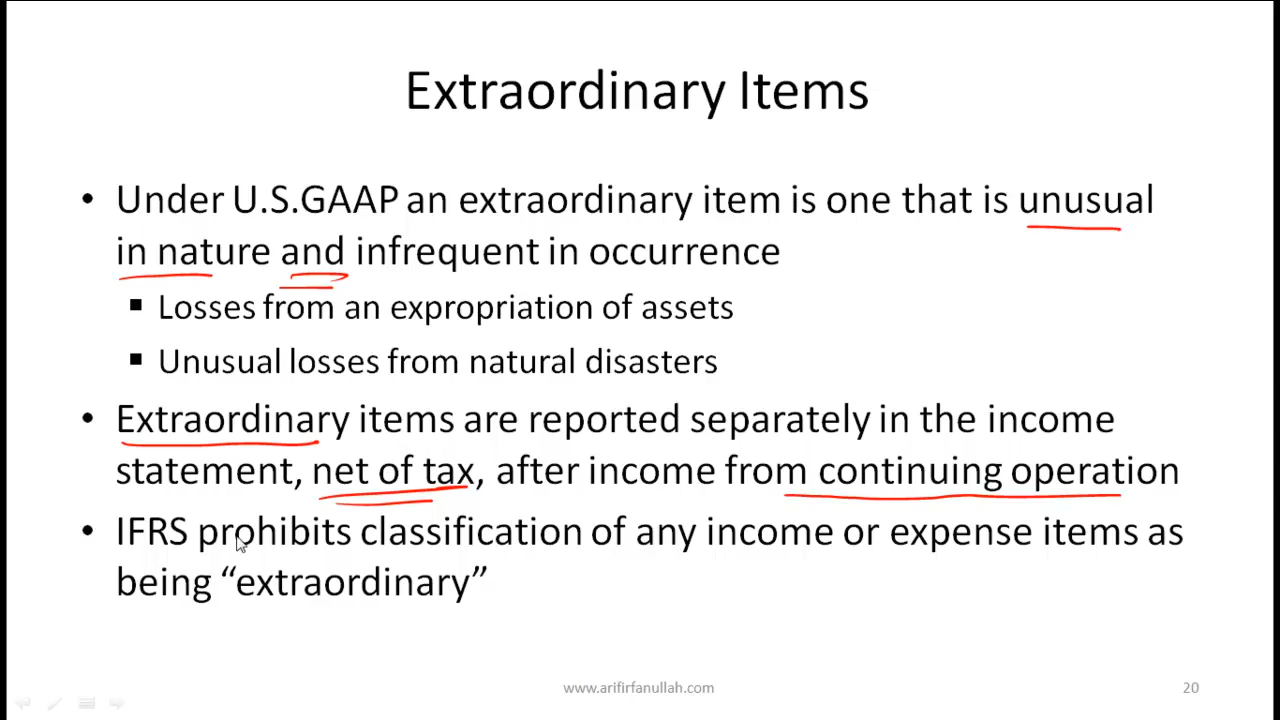 Extraordinary Items
• Under U.S.GAAP an extraordinary item is one that is unusual
in nature and infrequent in occurrence
▪ Losses from an expropriation of assets
▪ Unusual losses from natural disasters
• Extraordinary items are reported separately in the income
statement, net of tax, after income from continuing operation
• IFRS prohibits classification of any income or expense items as
being “extraordinary”
www.arifirfanullah.com 20